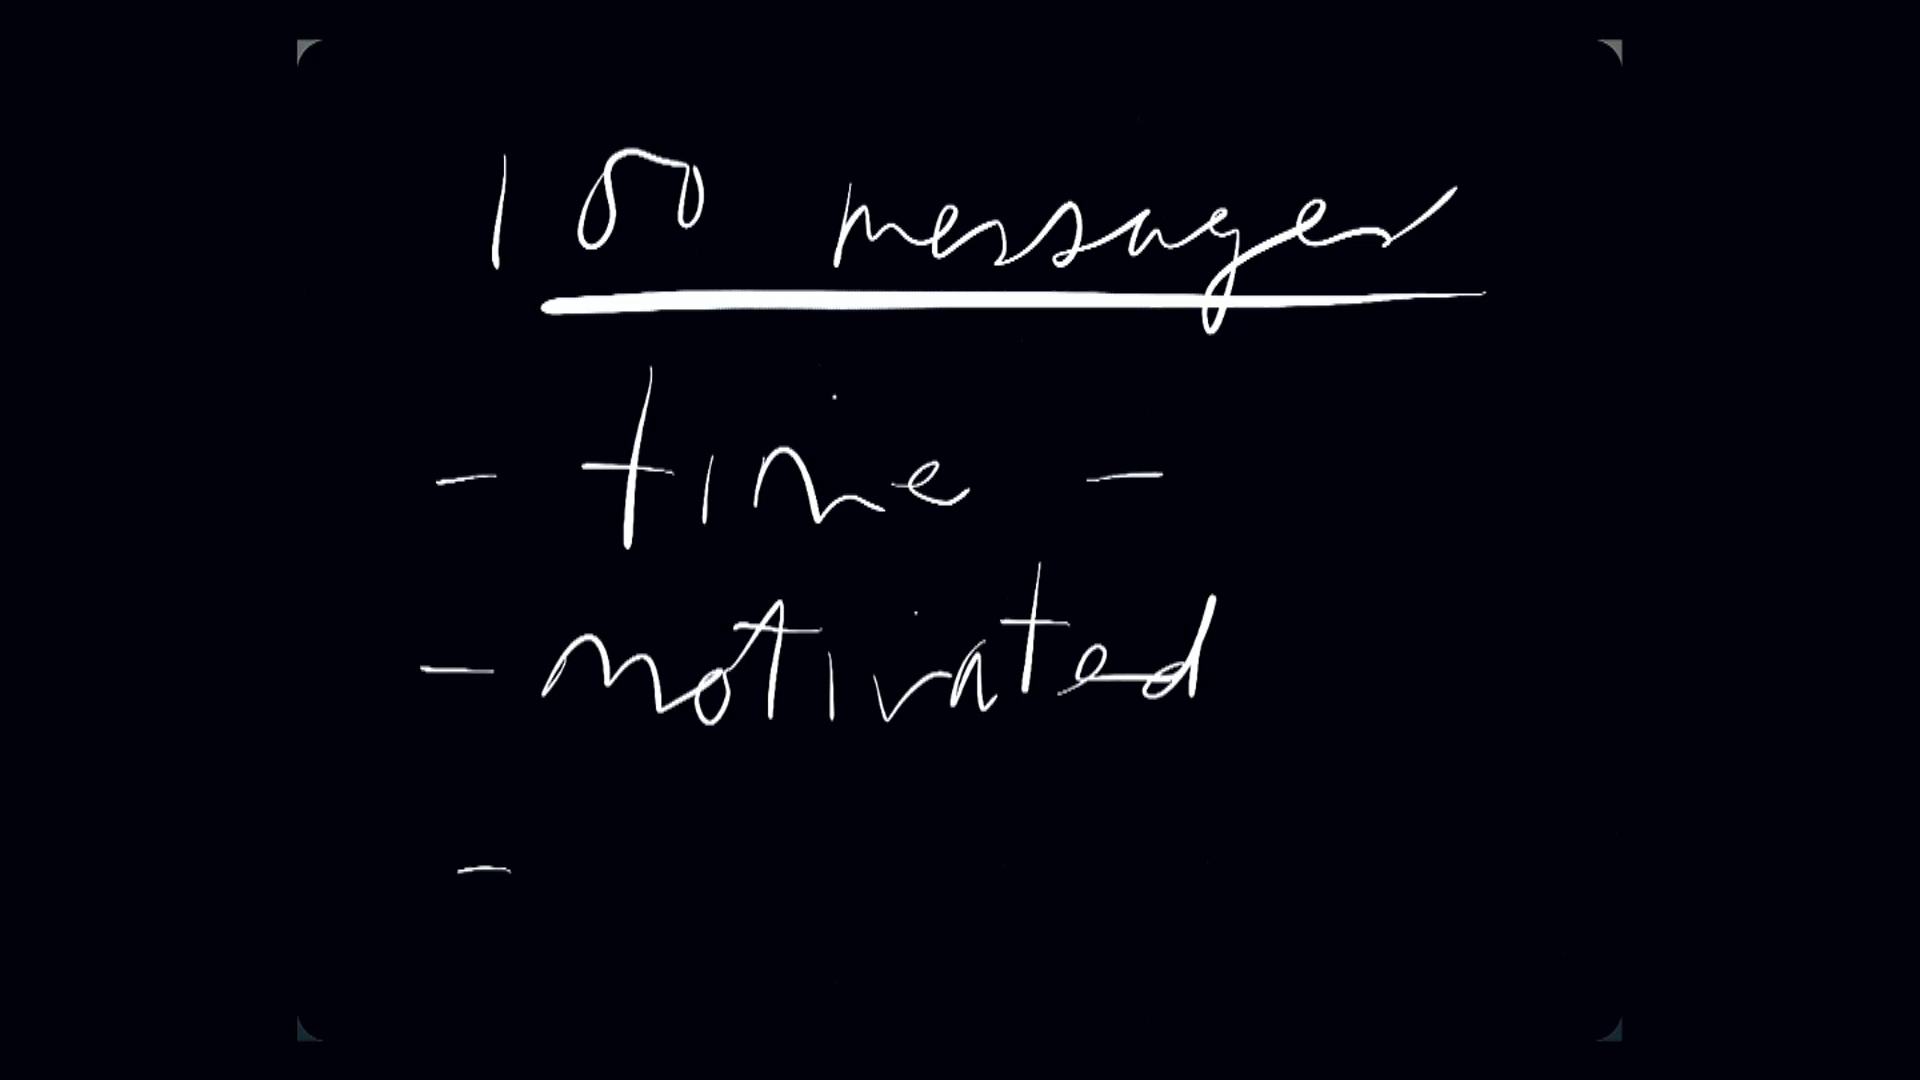 100 messages
- time -
- motivated
-